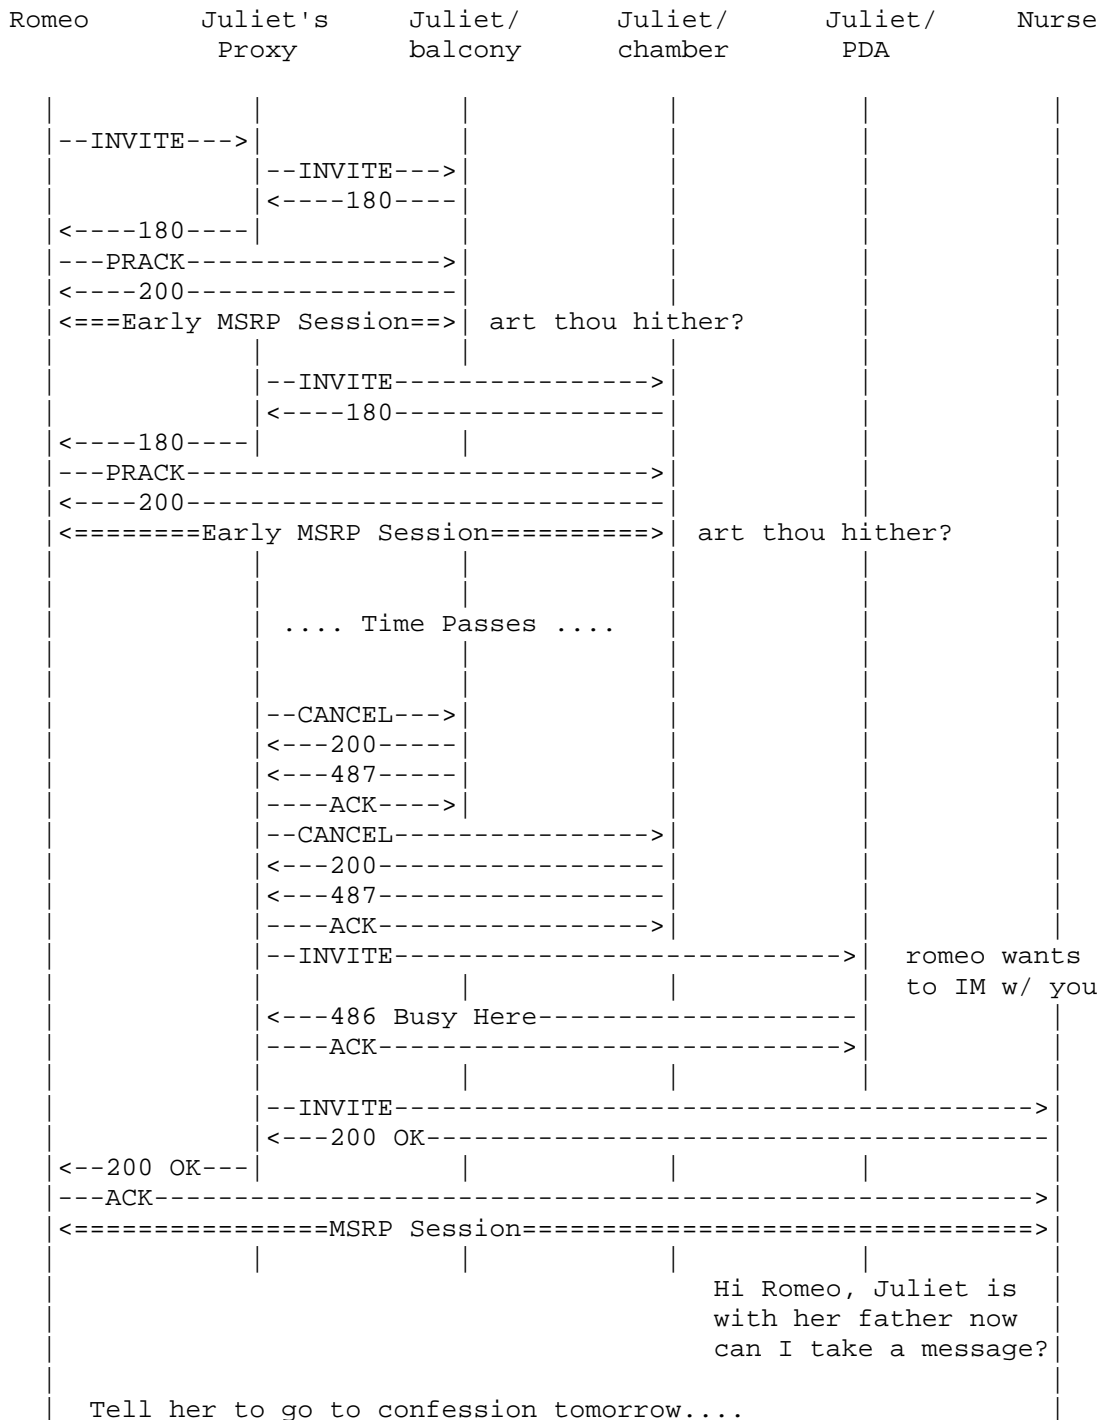 Romeo       Juliet's     Juliet/      Juliet/      Juliet/     Nurse
             Proxy       balcony      chamber       PDA

  |            |            |            |           |           |
  |--INVITE--->|            |            |           |           |
  |            |--INVITE--->|            |           |           |
  |            |<----180----|            |           |           |
  |<----180----|            |            |           |           |
  |---PRACK---------------->|            |           |           |
  |<----200-----------------|            |           |           |
  |<===Early MSRP Session==>| art thou hither?       |           |
  |            |            |            |           |           |
  |            |--INVITE---------------->|           |           |
  |            |<----180-----------------|           |           |
  |<----180----|            |            |           |           |
  |---PRACK----------------------------->|           |           |
  |<----200------------------------------|           |           |
  |<========Early MSRP Session==========>| art thou hither?      |
  |            |            |            |           |           |
  |            |            |            |           |           |
  |            | .... Time Passes ....   |           |           |
  |            |            |            |           |           |
  |            |            |            |           |           |
  |            |--CANCEL--->|            |           |           |
  |            |<---200-----|            |           |           |
  |            |<---487-----|            |           |           |
  |            |----ACK---->|            |           |           |
  |            |--CANCEL---------------->|           |           |
  |            |<---200------------------|           |           |
  |            |<---487------------------|           |           |
  |            |----ACK----------------->|           |           |
  |            |--INVITE---------------------------->|  romeo wants
  |            |            |            |           |  to IM w/ you
  |            |<---486 Busy Here--------------------|           |
  |            |----ACK----------------------------->|           |
  |            |            |            |           |           |
  |            |--INVITE---------------------------------------->|
  |            |<---200 OK---------------------------------------|
  |<--200 OK---|            |            |           |           |
  |---ACK------------------------------------------------------->|
  |<================MSRP Session================================>|
  |            |            |            |           |           |
  |                                         Hi Romeo, Juliet is  |
  |                                         with her father now  |
  |                                         can I take a message?|
  |                                                              |
  |  Tell her to go to confession tomorrow....                   |